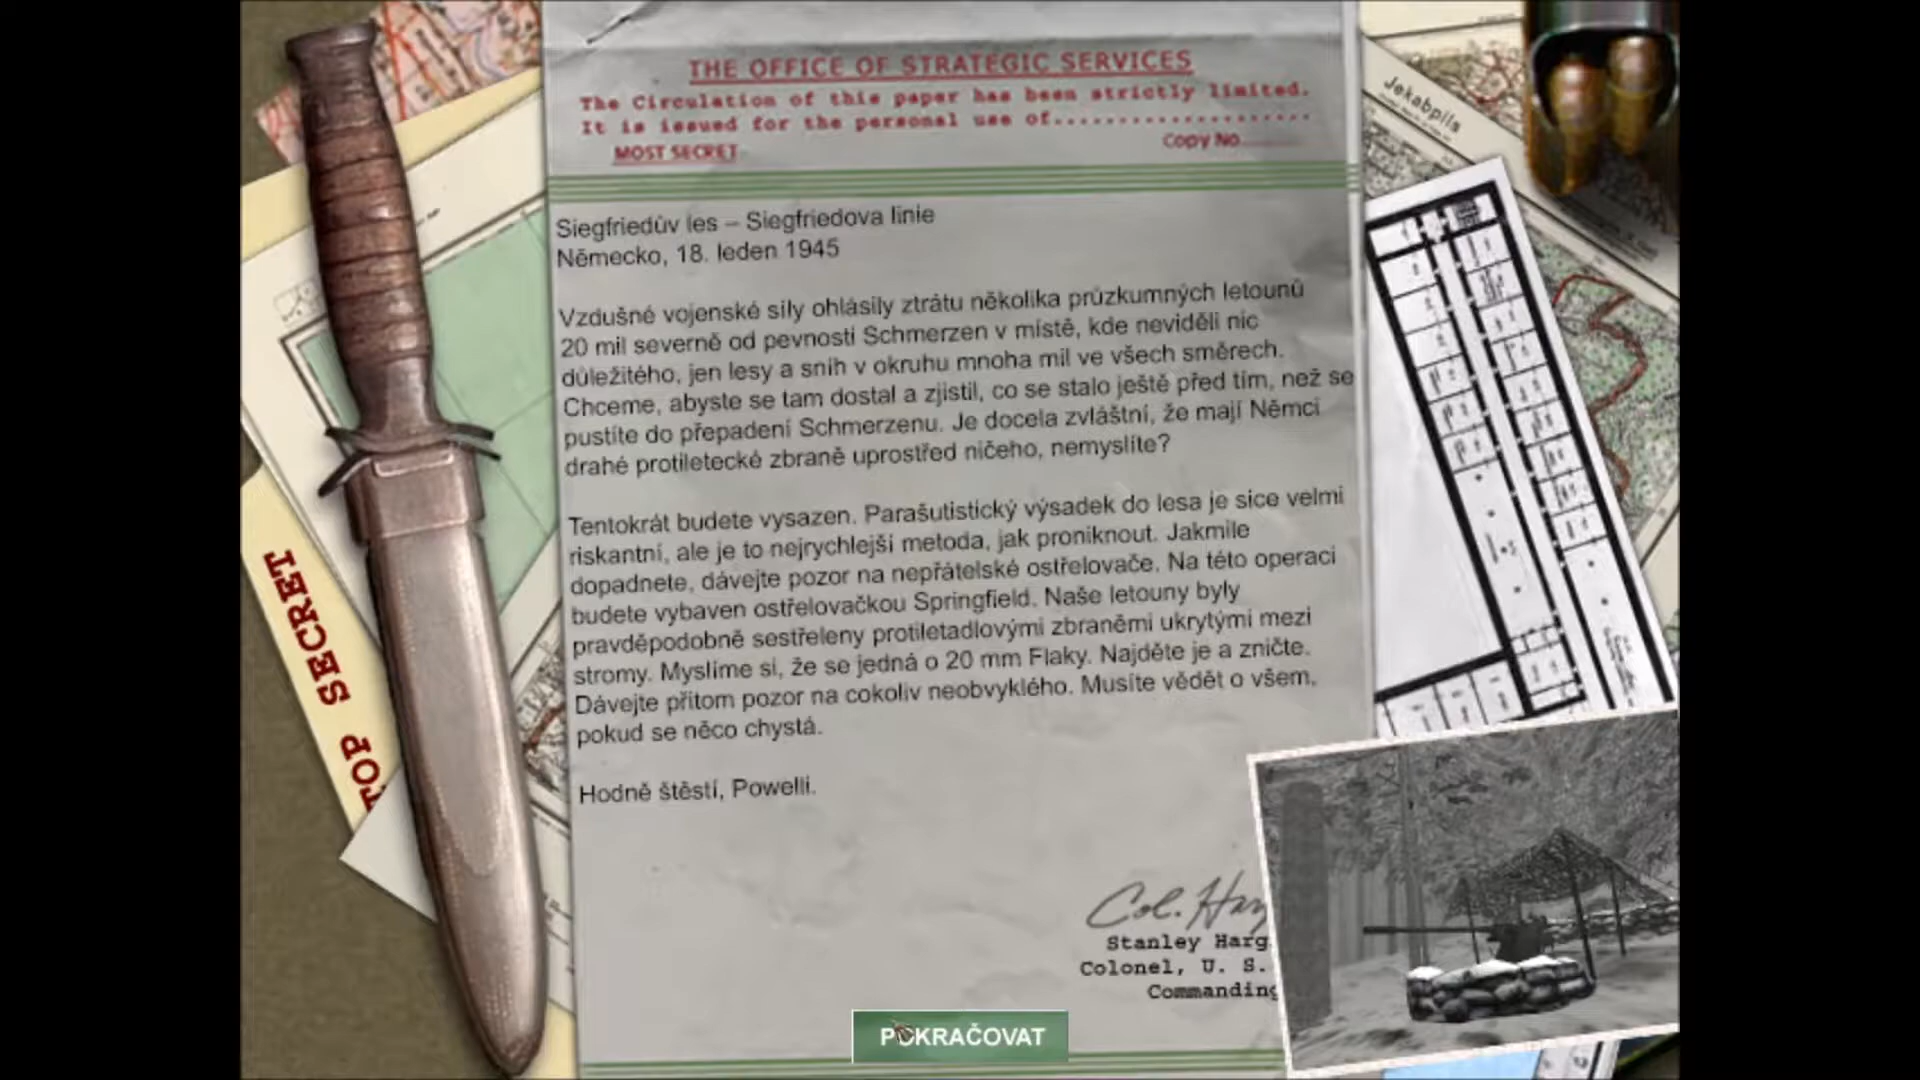 THE OFFICE OF STRATEGIC SERVICES
The Circulation of this paper has been strictly limited.
It is issued for the personal use of....................
MOST SECRET
Copy No.......
Siegfriedův les – Siegfriedova linie
Německo, 18. leden 1945
Vzdušné vojenské síly ohlásily ztrátu několika průzkumných letounů
20 mil severně od pevnosti Schmerzen v místě, kde neviděli nic
důležitého, jen lesy a sníh v okruhu mnoha mil ve všech směrech.
Chceme, abyste se tam dostal a zjistil, co se stalo ještě před tím, než se
pustíte do přepadení Schmerzenu. Je docela zvláštní, že mají Němci
drahé protiletecké zbraně uprostřed ničeho, nemyslíte?
Tentokrát budete vysazen. Parašutistický výsadek do lesa je sice velmi
riskantní, ale je to nejrychlejší metoda, jak proniknout. Jakmile
dopadnete, dávejte pozor na nepřátelské ostřelovače. Na této operaci
budete vybaven ostřelovačkou Springfield. Naše letouny byly
pravděpodobně sestřeleny protiletadlovými zbraněmi ukrytými mezi
stromy. Myslíme si, že se jedná o 20 mm Flaky. Najděte je a zničte.
Dávejte přitom pozor na cokoliv neobvyklého. Musíte vědět o všem,
pokud se něco chystá.
Hodně štěstí, Powelli.
Col. Har
Stanley Harg
Colonel, U. S.
Commanding
POKRAČOVAT
TOP SECRET
Jekabpils